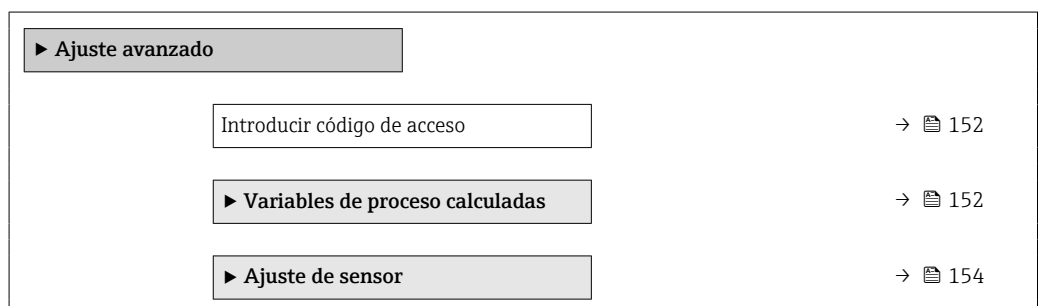 ▶ Ajuste avanzado
Introducir código de acceso → 152
▶ Variables de proceso calculadas → 152
▶ Ajuste de sensor → 154